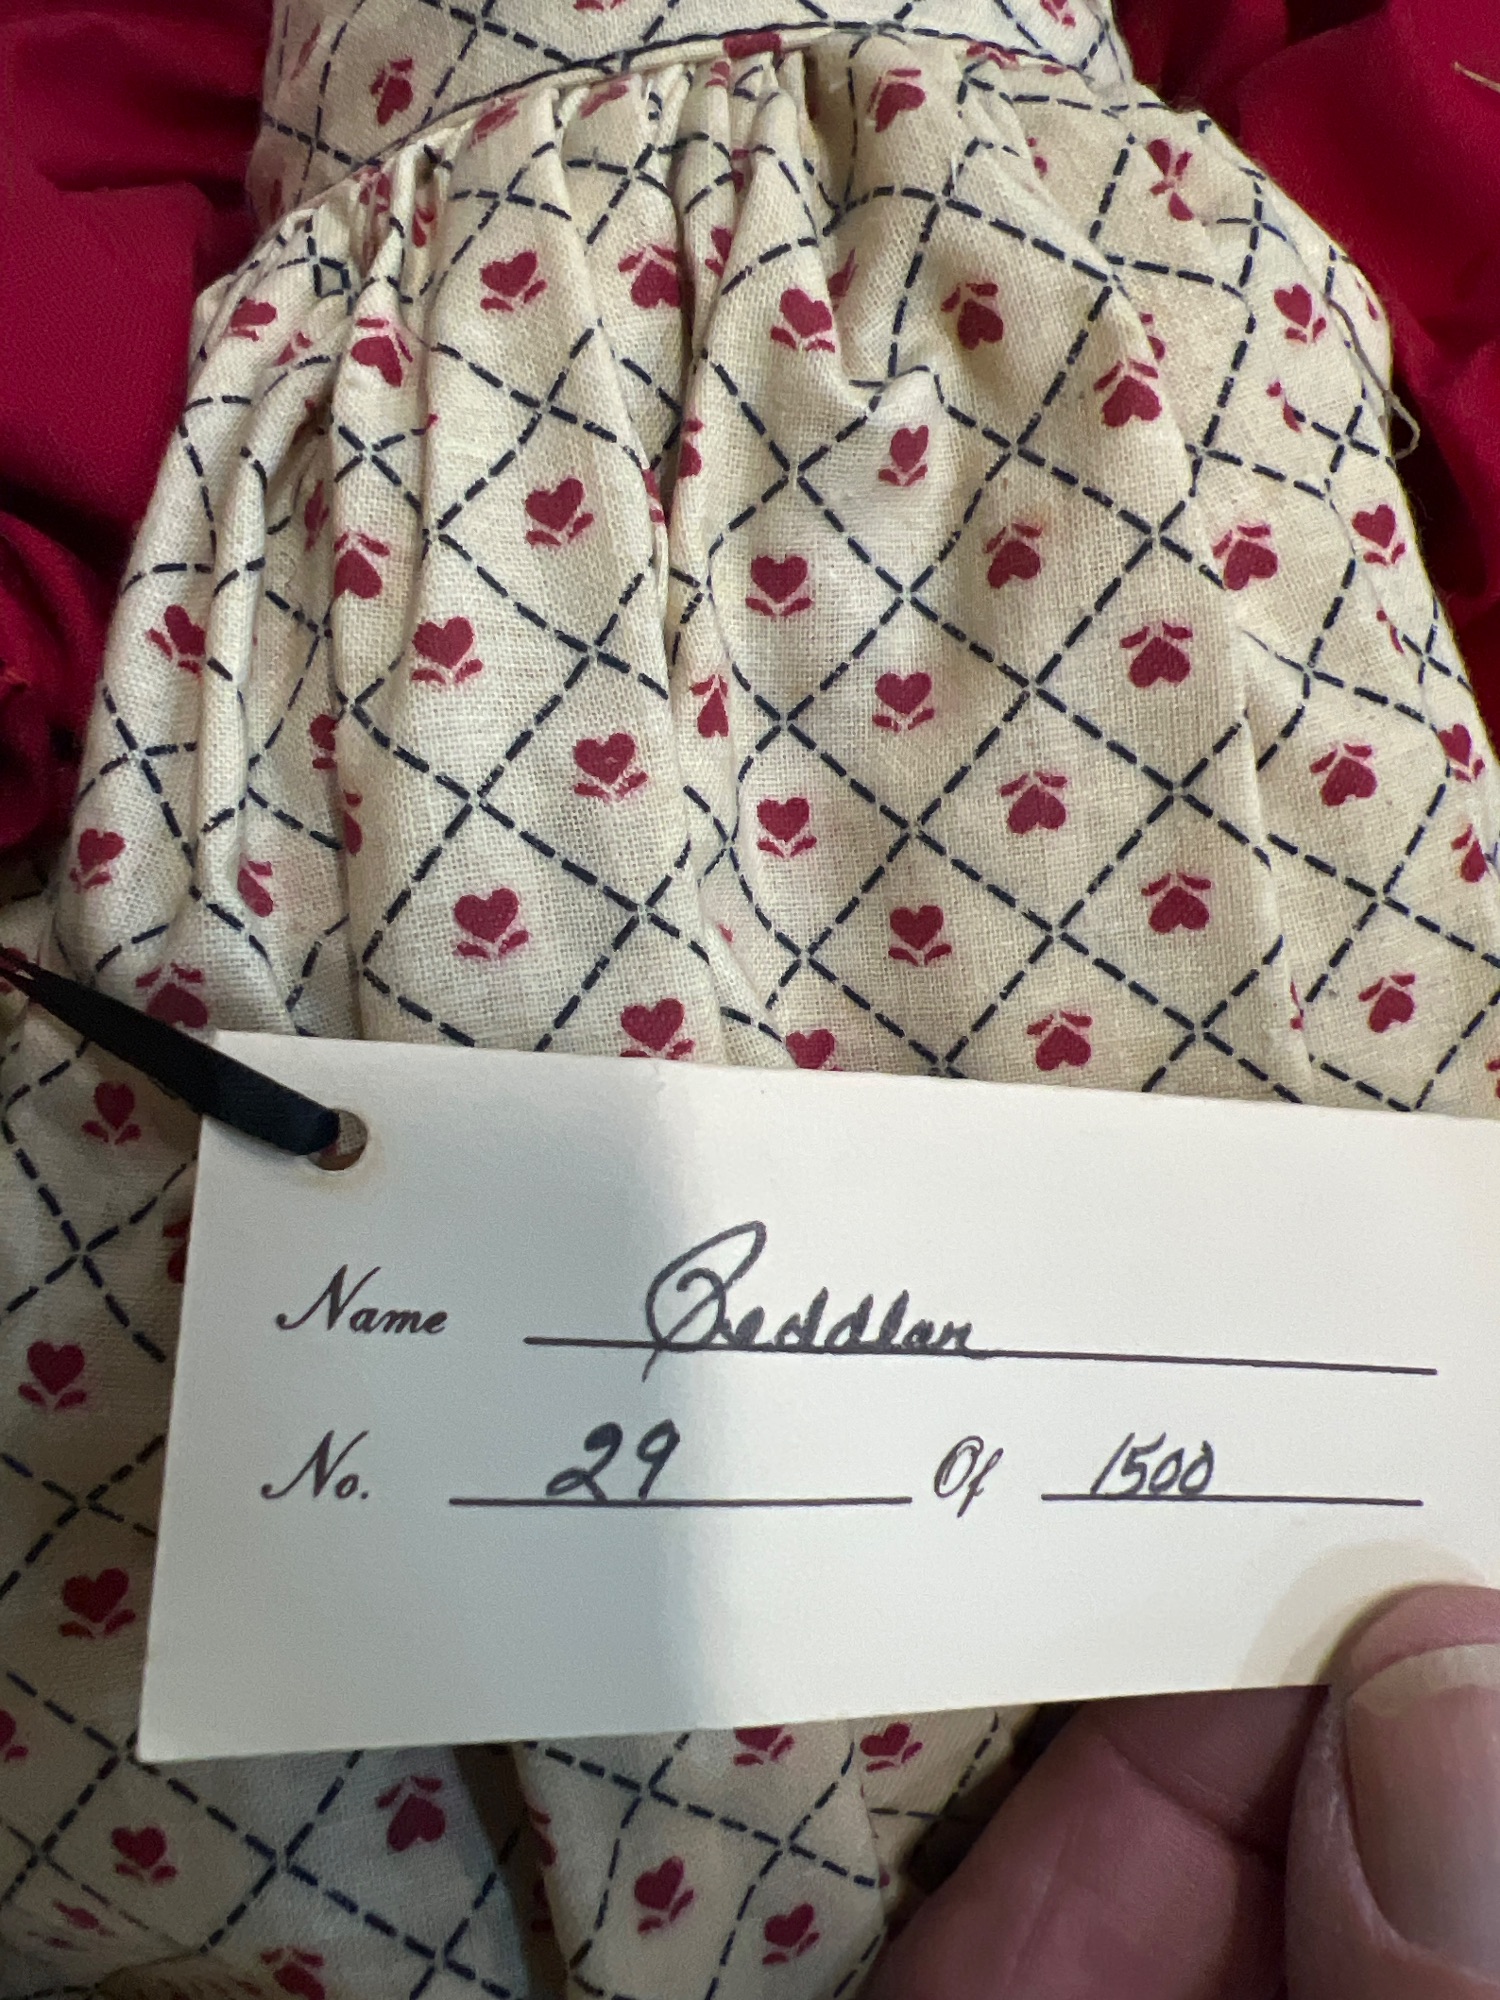 Name Peddler
No. 29 Of 1500